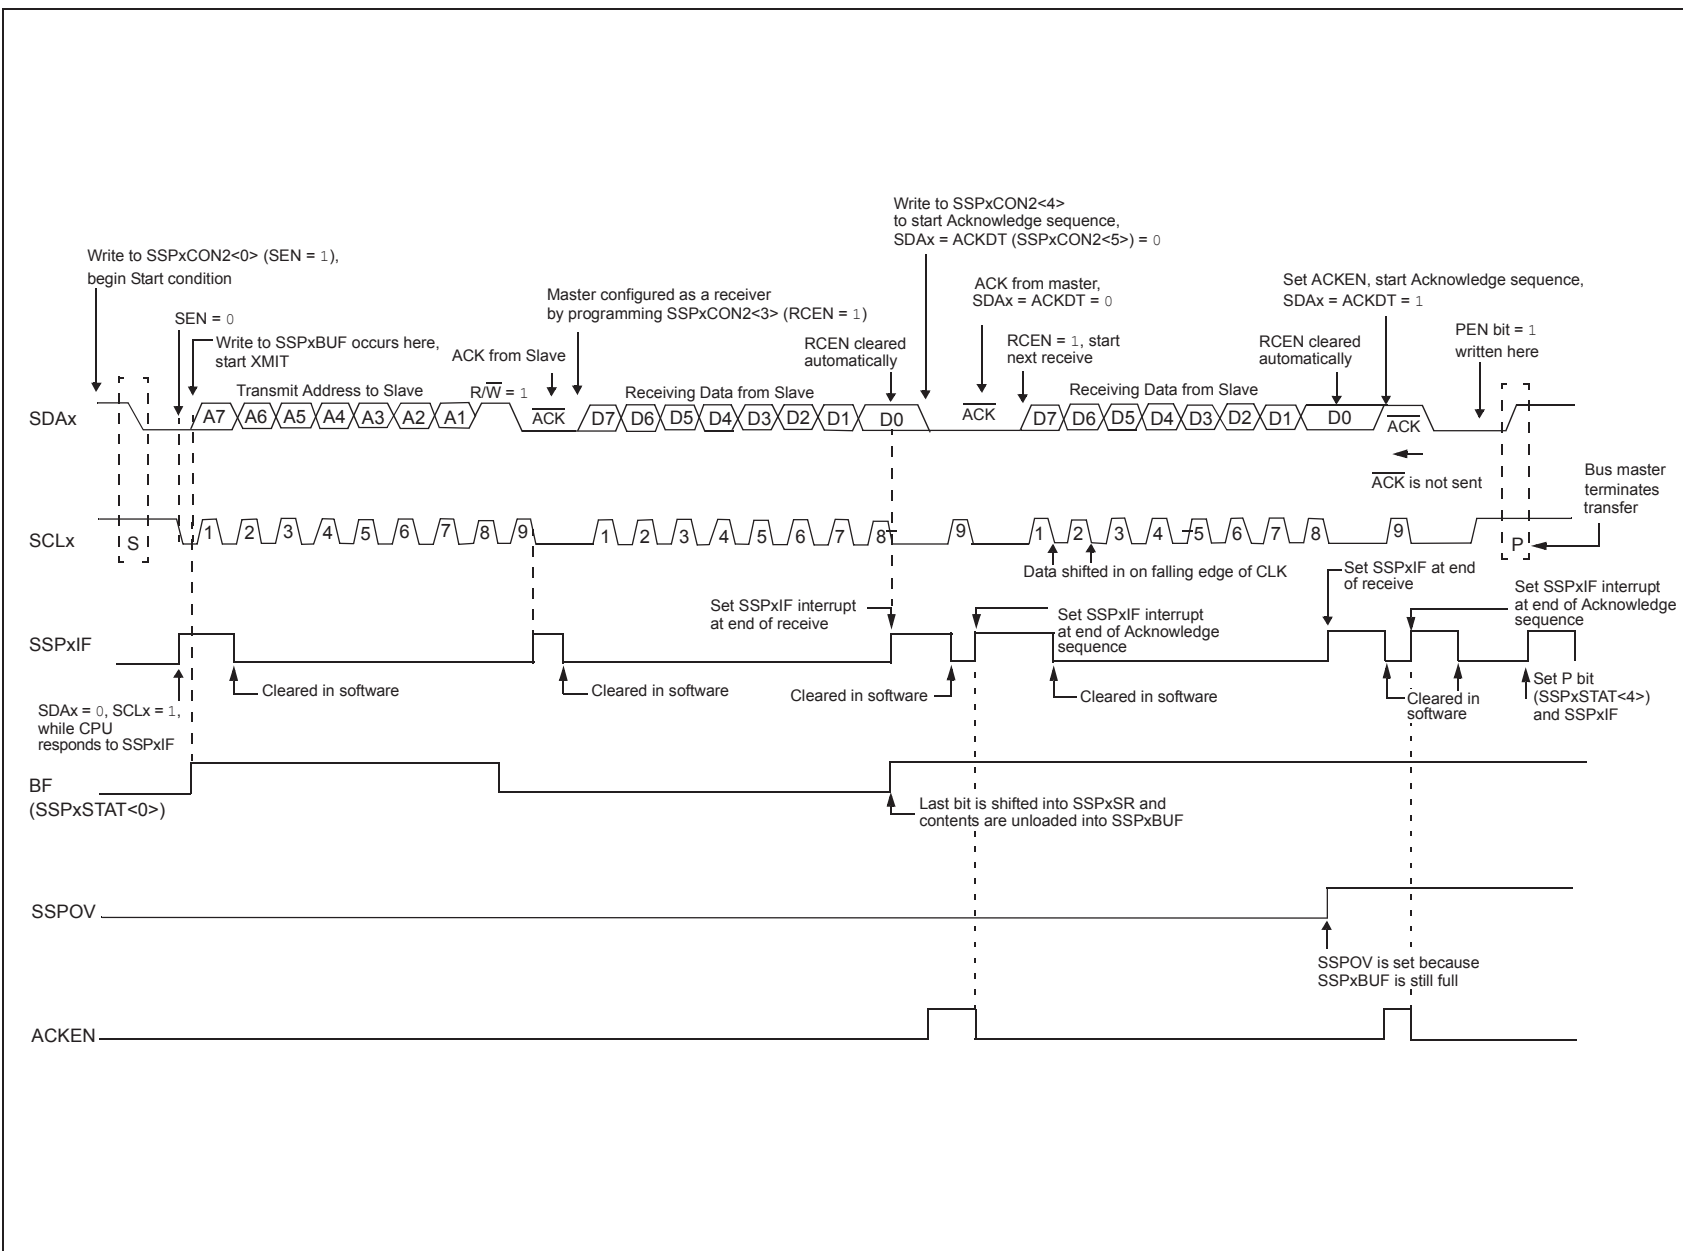 Write to SSPxCON2<4>
to start Acknowledge sequence,
SDAx = ACKDT (SSPxCON2<5>) = 0
Write to SSPxCON2<0> (SEN = 1),
begin Start condition
ACK from master,
SDAx = ACKDT = 0
Set ACKEN, start Acknowledge sequence,
SDAx = ACKDT = 1
Master configured as a receiver
by programming SSPxCON2<3> (RCEN = 1)
SEN = 0
Write to SSPxBUF occurs here,
start XMIT
ACK from Slave
RCEN cleared
automatically
RCEN = 1, start
next receive
RCEN cleared
automatically
PEN bit = 1
written here
Transmit Address to Slave
R/W = 1
Receiving Data from Slave
Receiving Data from Slave
SDAx
A7 A6 A5 A4 A3 A2 A1 ACK D7 D6 D5 D4 D3 D2 D1 D0 ACK D7 D6 D5 D4 D3 D2 D1 D0 ACK
ACK is not sent
Bus master
terminates
transfer
SCLx
S 1 2 3 4 5 6 7 8 9 1 2 3 4 5 6 7 8 9 1 2 3 4 5 6 7 8 9 P
Data shifted in on falling edge of CLK
Set SSPxIF at end
of receive
Set SSPxIF interrupt
at end of receive
Set SSPxIF interrupt
at end of Acknowledge
sequence
Set SSPxIF interrupt
at end of Acknowledge
sequence
SSPxIF
Cleared in software
Cleared in software
Cleared in software
Cleared in software
Cleared in
software
Set P bit
(SSPxSTAT<4>)
and SSPxIF
SDAx = 0, SCLx = 1,
while CPU
responds to SSPxIF
BF
(SSPxSTAT<0>)
Last bit is shifted into SSPxSR and
contents are unloaded into SSPxBUF
SSPOV
SSPOV is set because
SSPxBUF is still full
ACKEN